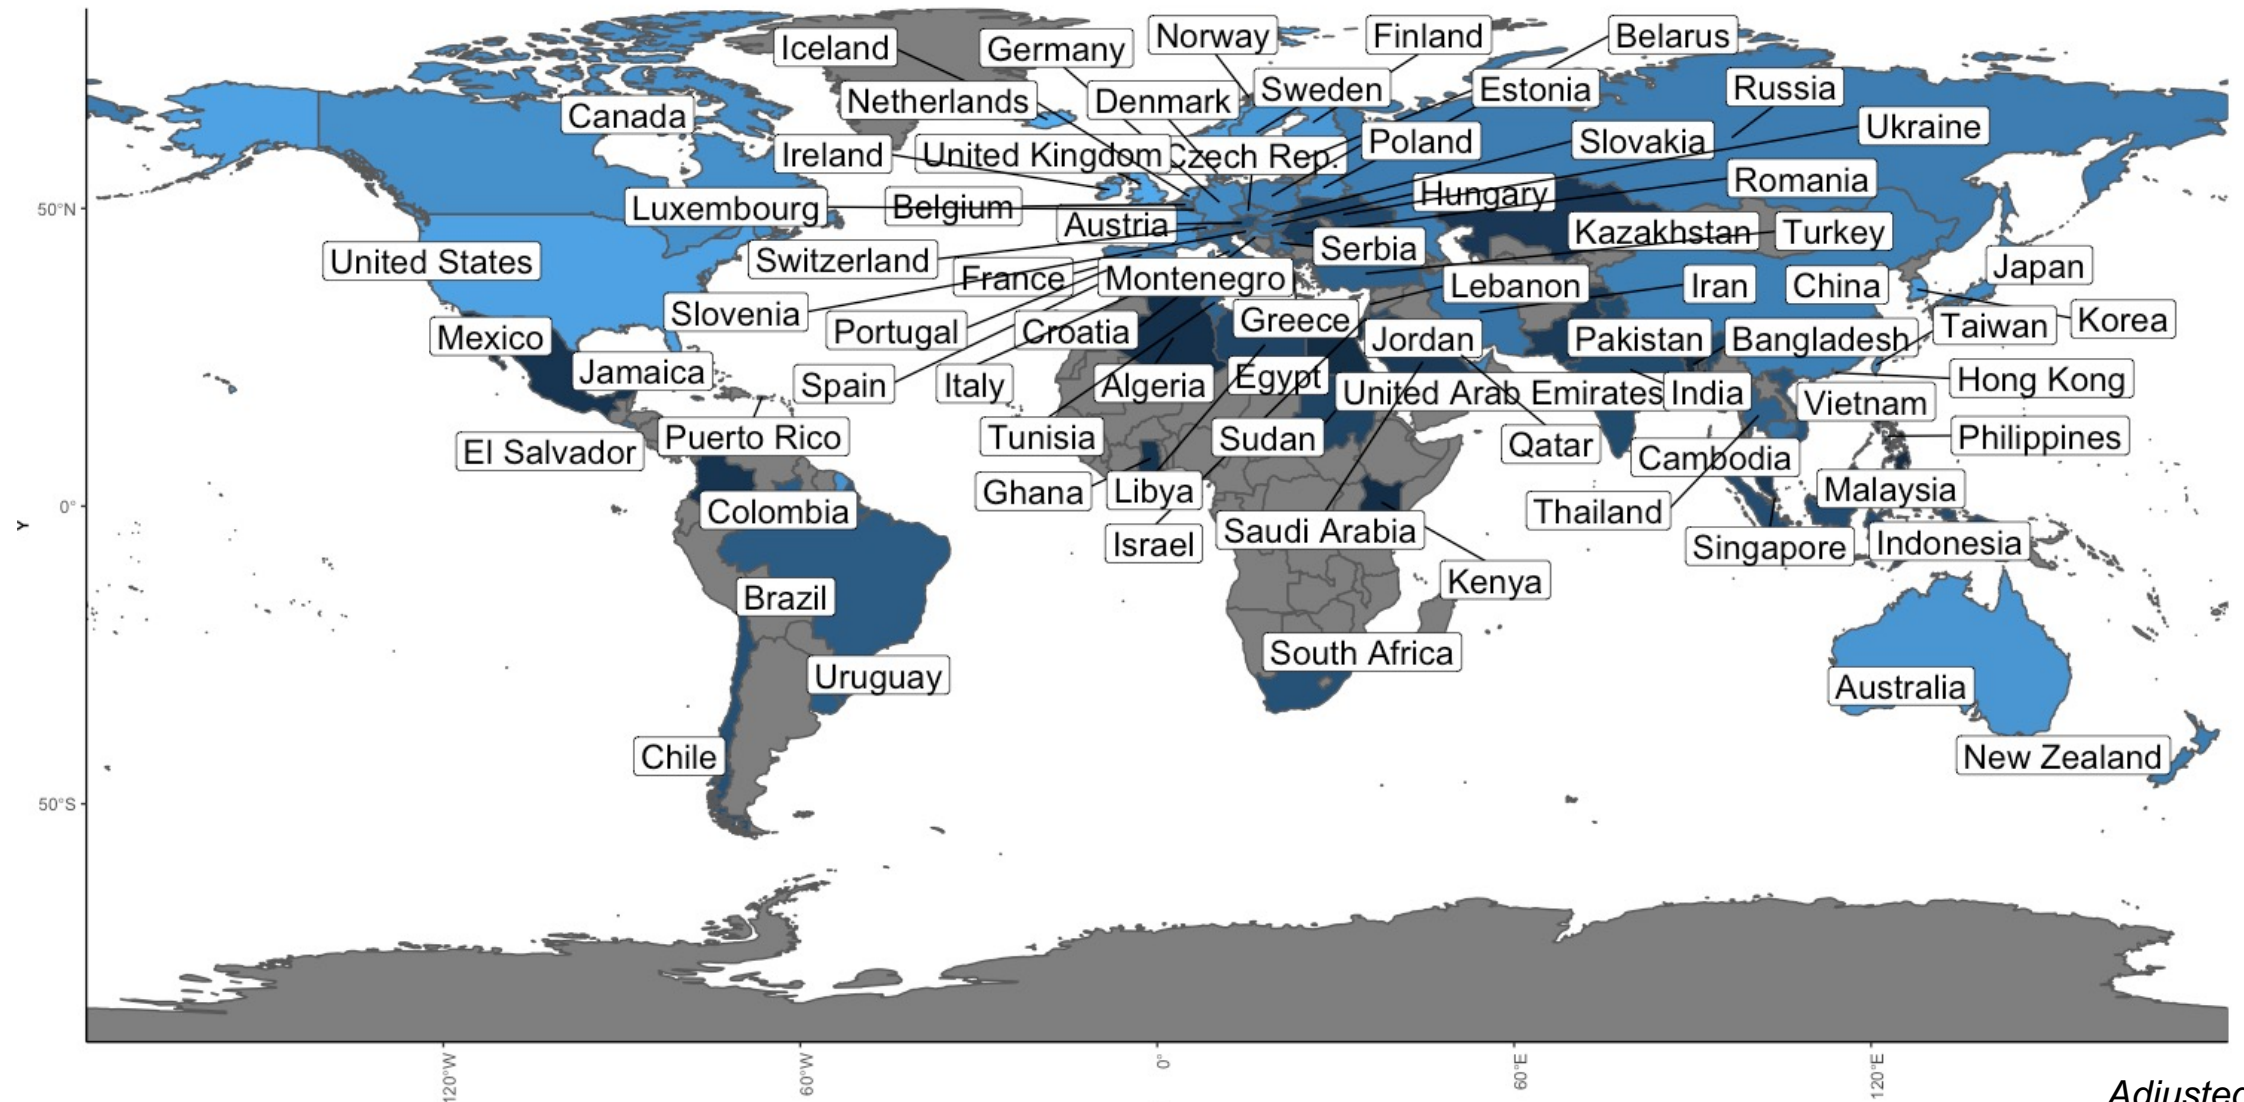 Iceland
Germany
Norway
Finland
Belarus
Netherlands
Denmark
Sweden
Estonia
Russia
Canada
Ireland
United Kingdom
Czech Rep.
Poland
Slovakia
Ukraine
50°N
Luxembourg
Belgium
Austria
Hungary
Romania
United States
Switzerland
France
Montenegro
Serbia
Kazakhstan
Turkey
Lebanon
Iran
China
Japan
Mexico
Slovenia
Portugal
Croatia
Greece
Jordan
Pakistan
Bangladesh
Taiwan
Korea
Jamaica
Spain
Italy
Algeria
Egypt
United Arab Emirates
India
Hong Kong
Vietnam
El Salvador
Puerto Rico
Tunisia
Sudan
Qatar
Cambodia
Philippines
Ghana
Libya
Malaysia
0°
Y
Colombia
Israel
Saudi Arabia
Thailand
Singapore
Indonesia
Brazil
Kenya
Uruguay
South Africa
Australia
Chile
New Zealand
50°S
120°W
60°W
0°
60°E
120°E
Adjusted